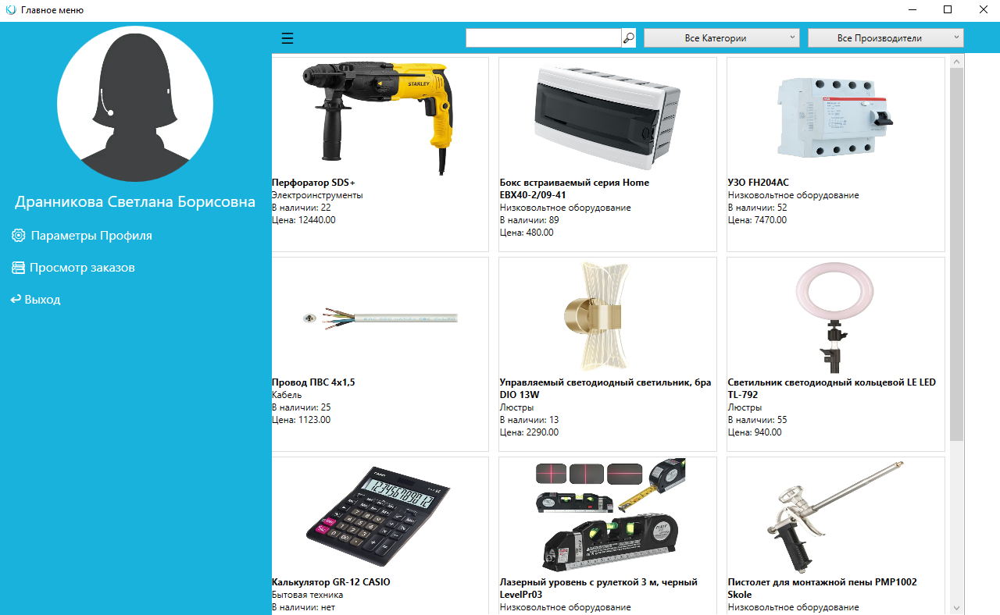 Главное меню
Все Категории
Все Производители
Дранникова Светлана Борисовна
Параметры Профиля
Просмотр заказов
Выход
STANLEY
Перфоратор SDS+
Электроинструменты
В наличии: 22
Цена: 12440.00
Бокс встраиваемый серия Home
EBX40-2/09-41
Низковольтное оборудование
В наличии: 89
Цена: 480.00
УЗО FH204AC
Низковольтное оборудование
В наличии: 52
Цена: 7470.00
Провод ПВС 4х1,5
Кабель
В наличии: 25
Цена: 1123.00
Управляемый светодиодный светильник, бра
DIO 13W
Люстры
В наличии: 13
Цена: 2290.00
Светильник светодиодный кольцевой LE LED
TL-792
Люстры
В наличии: 55
Цена: 940.00
Калькулятор GR-12 CASIO
Бытовая техника
В наличии: нет
Лазерный уровень с рулеткой 3 м, черный
LevelPr03
Низковольтное оборудование
Пистолет для монтажной пены PMP1002
Skole
Низковольтное оборудование